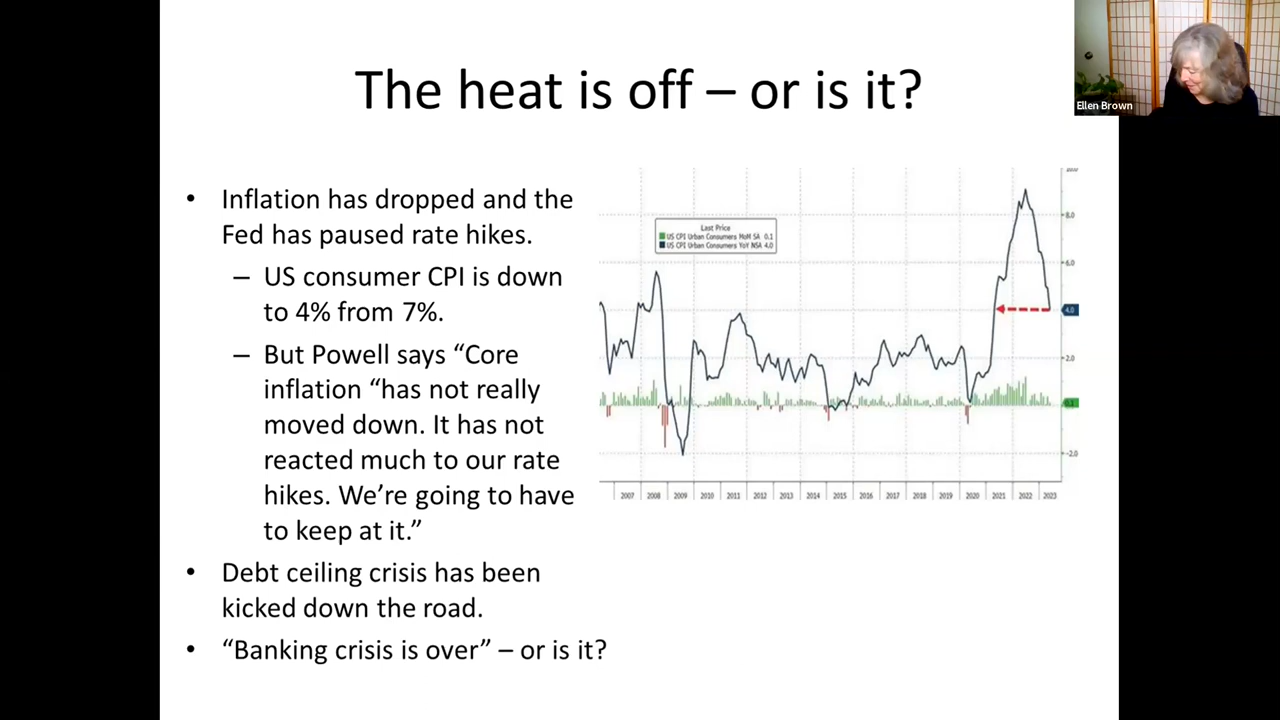 The heat is off – or is it?
Ellen Brown
• Inflation has dropped and the
Fed has paused rate hikes.
– US consumer CPI is down
to 4% from 7%.
– But Powell says “Core
inflation “has not really
moved down. It has not
reacted much to our rate
hikes. We’re going to have
to keep at it.”
• Debt ceiling crisis has been
kicked down the road.
• “Banking crisis is over” – or is it?
Last Price
US CPI Urban Consumers MoM SA 0.1
US CPI Urban Consumers YoY NSA 4.0
8.0
6.0
4.0
2.0
0.1
-2.0
2007 2008 2009 2010 2011 2012 2013 2014 2015 2016 2017 2018 2019 2020 2021 2022 2023